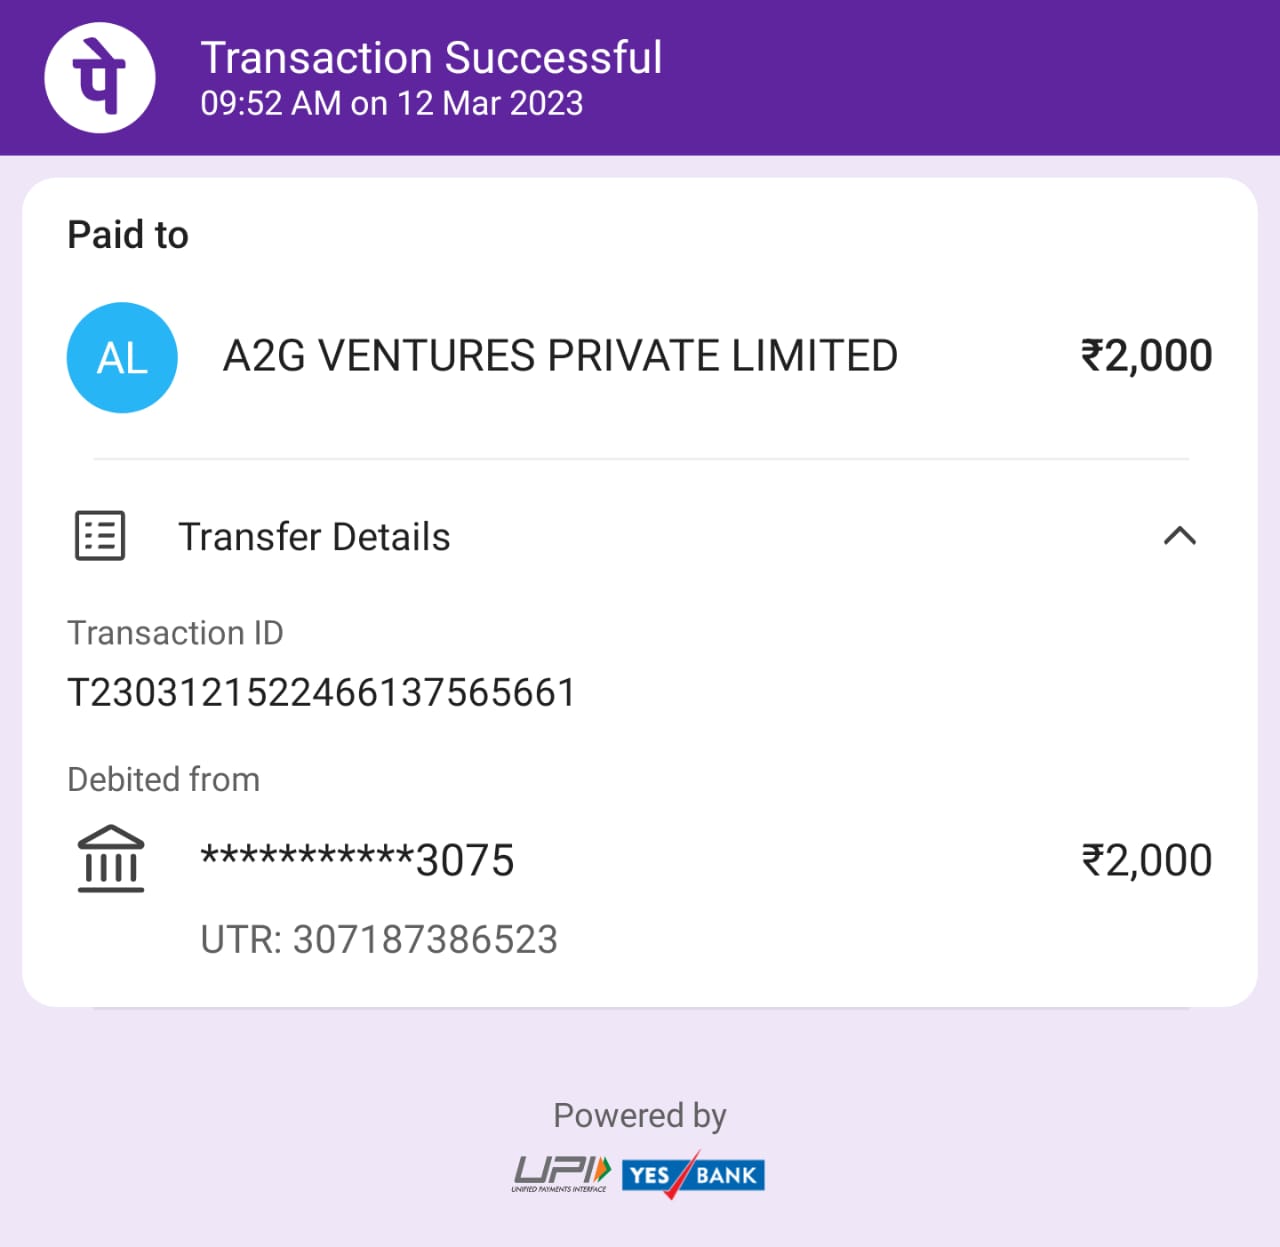 पे
Transaction Successful
09:52 AM on 12 Mar 2023
Paid to
AL
A2G VENTURES PRIVATE LIMITED
₹2,000
Transfer Details
Transaction ID
T2303121522466137565661
Debited from
***********3075
₹2,000
UTR: 307187386523
Powered by
UPI
UNIFIED PAYMENTS INTERFACE
YES BANK